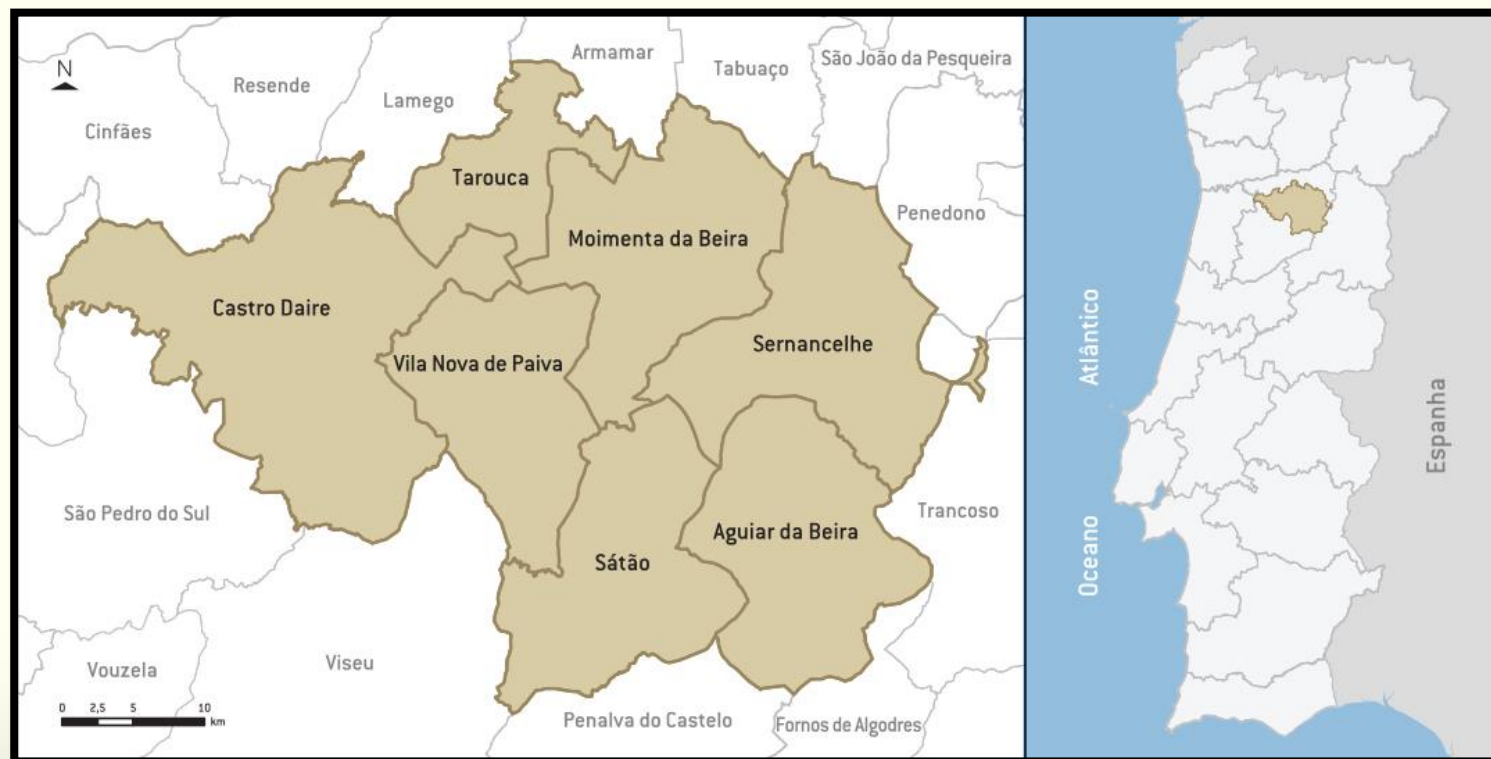 N
Armamar
Tabuaço
São João da Pesqueira
Resende
Lamego
Cinfães
Tarouca
Penedono
Moimenta da Beira
Castro Daire
Sernancelhe
Vila Nova de Paiva
São Pedro do Sul
Trancoso
Aguiar da Beira
Sátão
Viseu
Vouzela
0 2,5 5 10
km
Penalva do Castelo
Fornos de Algodres
Oceano Atlântico
Espanha